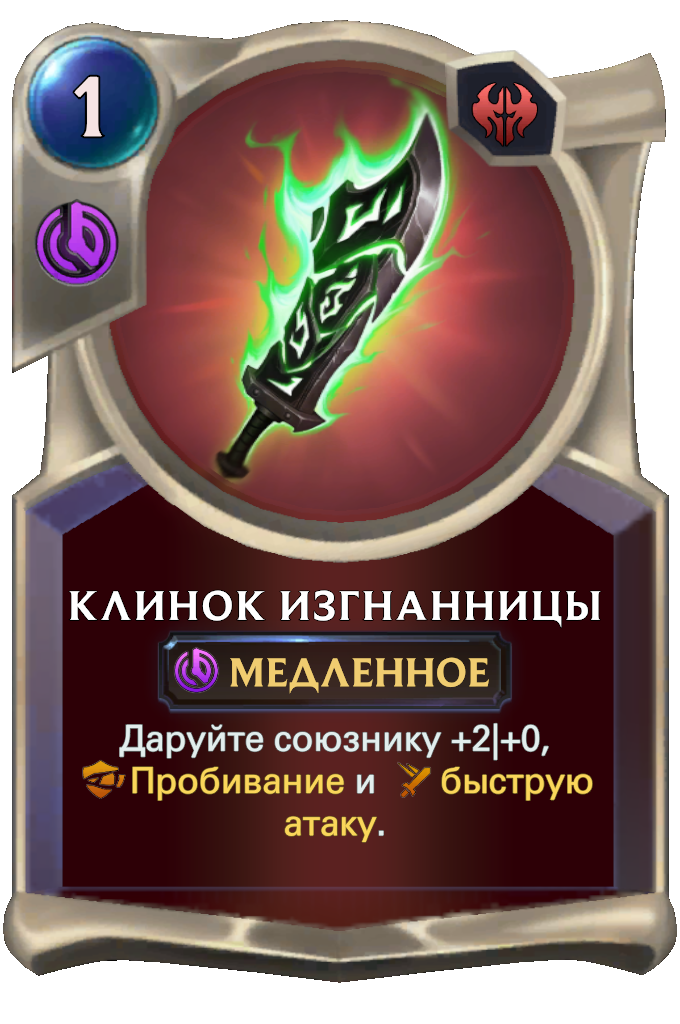 1
КЛИНОК ИЗГНАННИЦЫ
МЕДЛЕННОЕ
Даруйте союзнику +2|+0,
Пробивание и быструю
атаку.